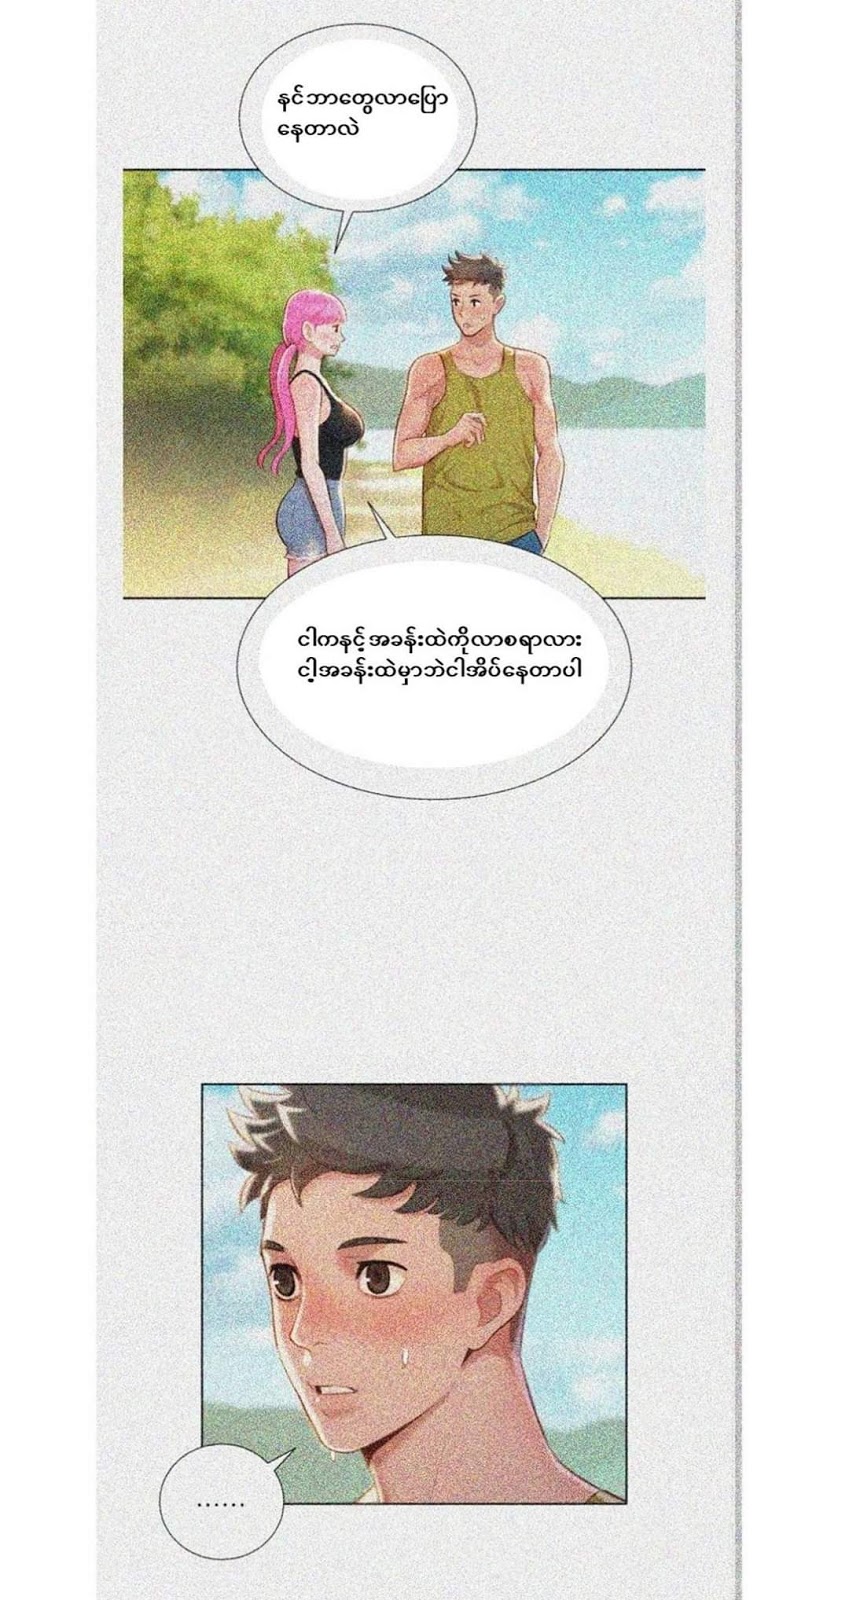 နင်ဘာတွေလာပြော
နေတာလဲ
ငါကနင့်အခန်းထဲကိုလာစရာလား
ငါ့အခန်းထဲမှာဘဲငါအိပ်နေတာပါ
......